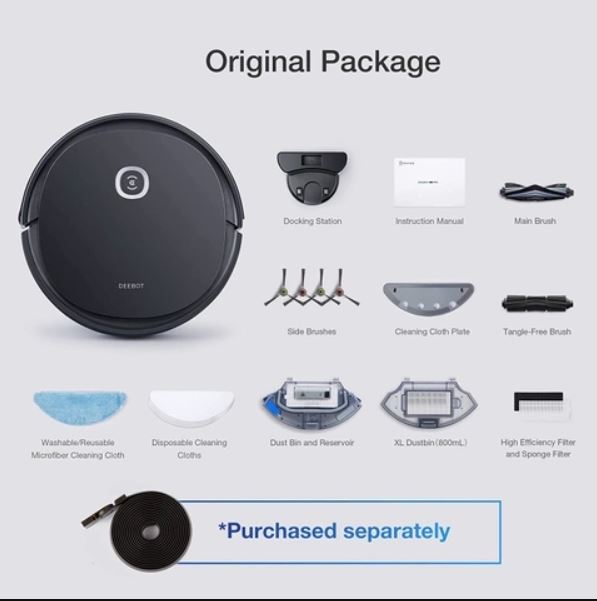 Original Package
DEEBOT
Docking Station
Instruction Manual
Main Brush
Side Brushes
Cleaning Cloth Plate
Tangle-Free Brush
Washable/Reusable
Microfiber Cleaning Cloth
Disposable Cleaning
Cloths
Dust Bin and Reservoir
XL Dustbin(800mL)
High Efficiency Filter
and Sponge Filter
*Purchased separately